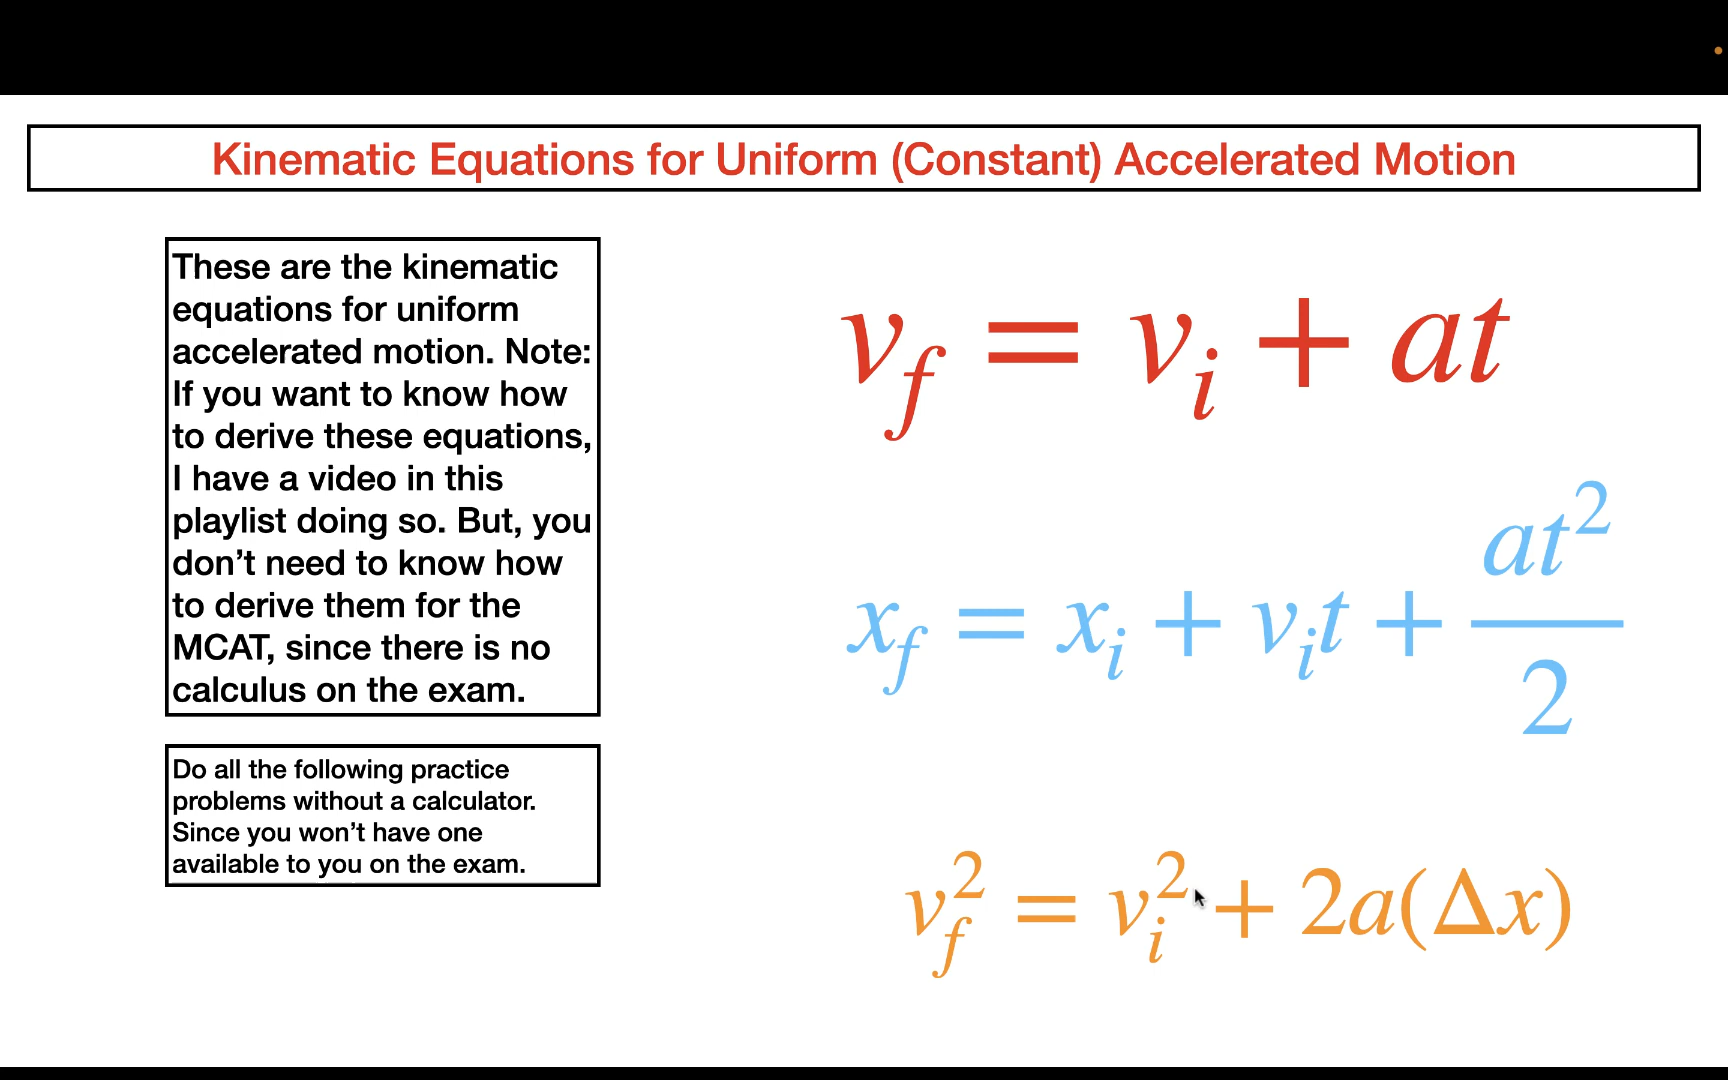 Kinematic Equations for Uniform (Constant) Accelerated Motion
These are the kinematic
equations for uniform
accelerated motion. Note:
If you want to know how
to derive these equations,
I have a video in this
playlist doing so. But, you
don’t need to know how
to derive them for the
MCAT, since there is no
calculus on the exam.
Do all the following practice
problems without a calculator.
Since you won’t have one
available to you on the exam.
v_f = v_i + at
x_f = x_i + v_i t + \frac{at^2}{2}
v_f^2 = v_i^2 + 2a(Δx)